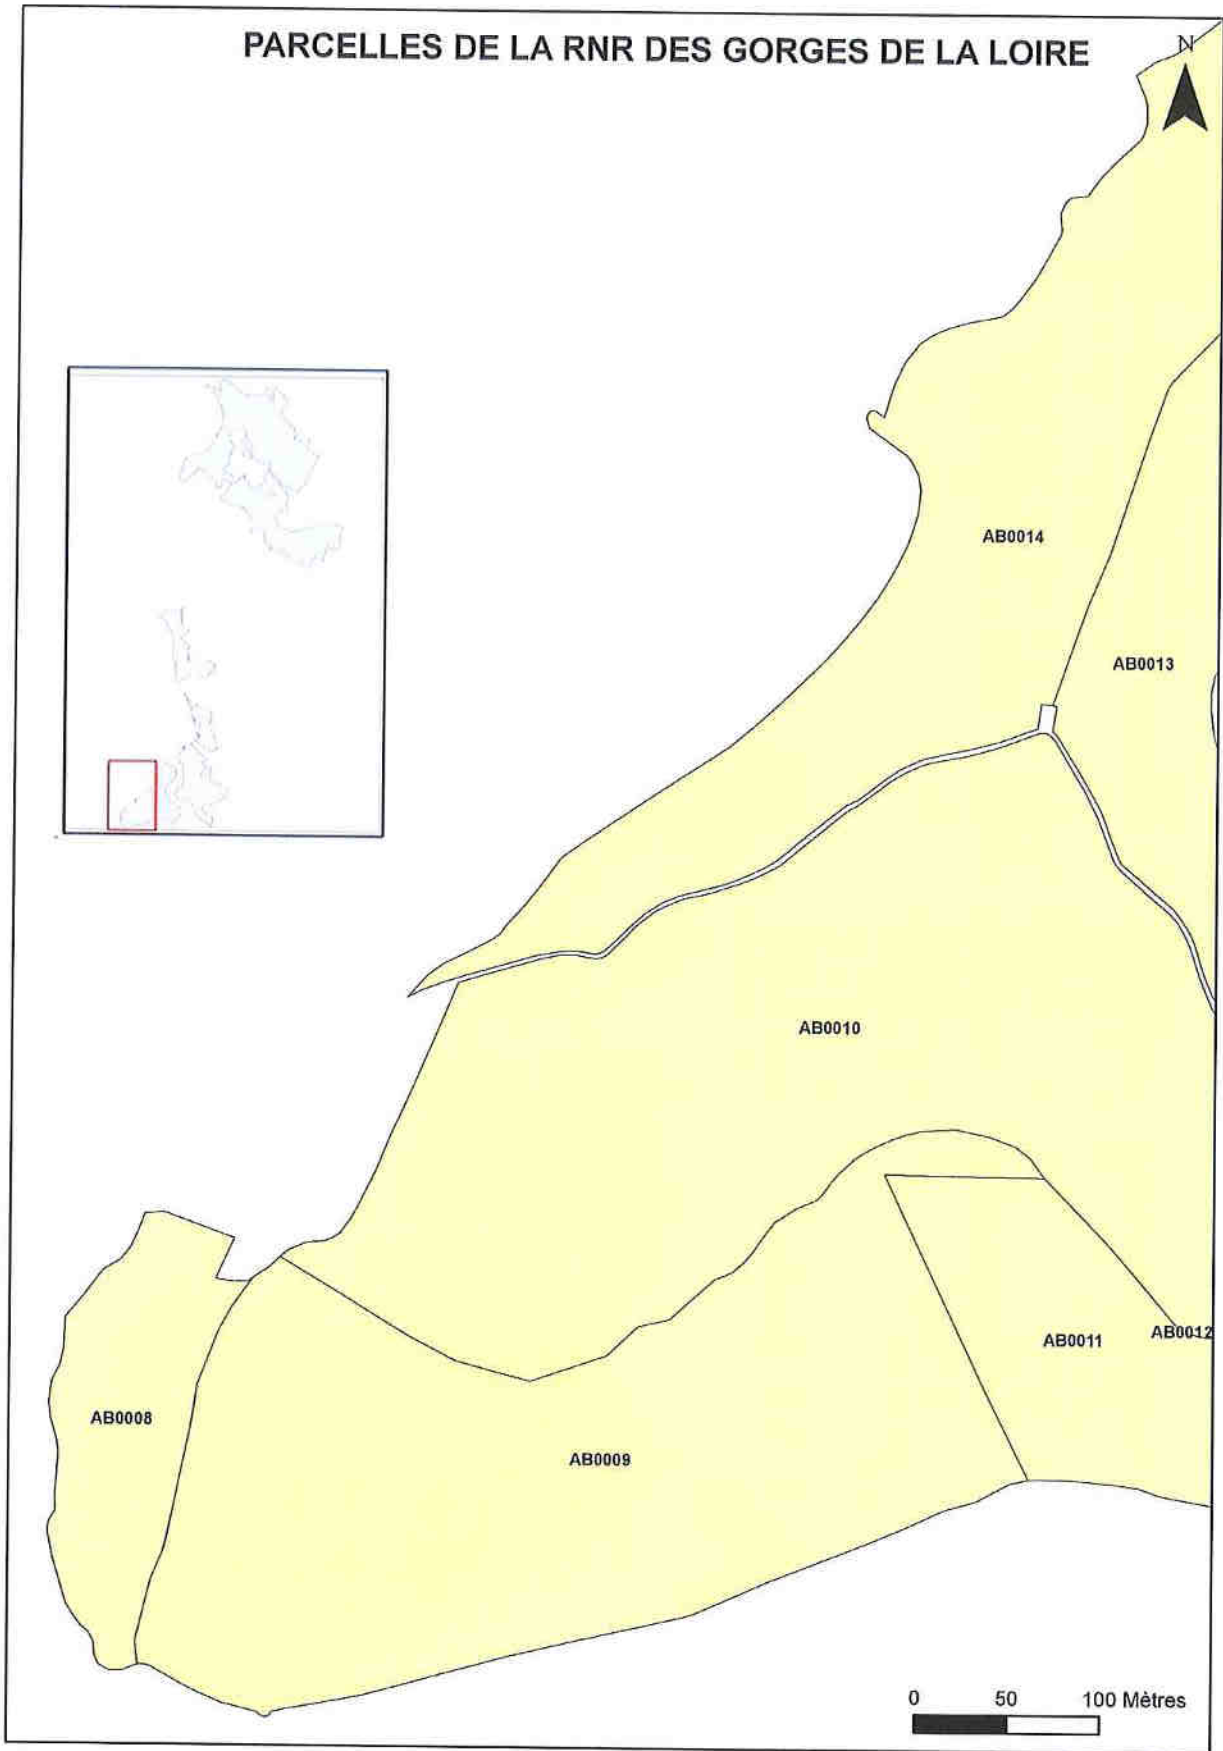 PARCELLES DE LA RNR DES GORGES DE LA LOIRE
N
AB0014
AB0013
AB0010
AB0012
AB0011
AB0008
AB0009
0 50 100 Mètres